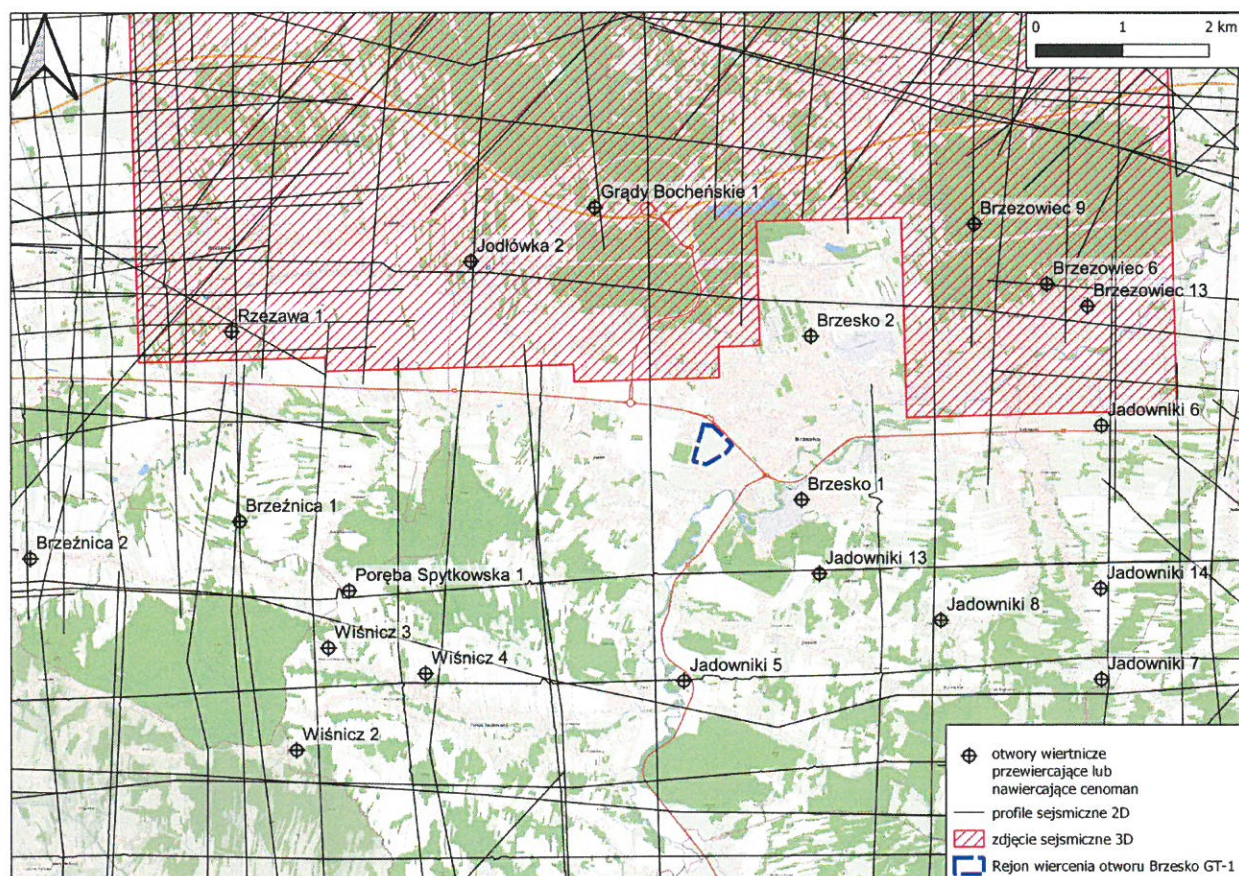 0 1 2 km
Grądy Bocheńskie 1
Brzezowiec 9
Jodłówka 2
Brzezowiec 6
Brzezowiec 13
Rzezawa 1
Brzesko 2
Jadowniki 6
Brzesko 1
Brzeźnica 1
Brzeźnica 2
Jadowniki 13
Poręba Spytkowska 1
Jadowniki 14
Jadowniki 8
Wiśnicz 3
Wiśnicz 4
Jadowniki 5
Jadowniki 7
Wiśnicz 2
otwory wiertnicze
przewiercające lub
nawiercające cenoman
profile sejsmiczne 2D
zdjęcie sejsmiczne 3D
Rejon wiercenia otworu Brzesko GT-1